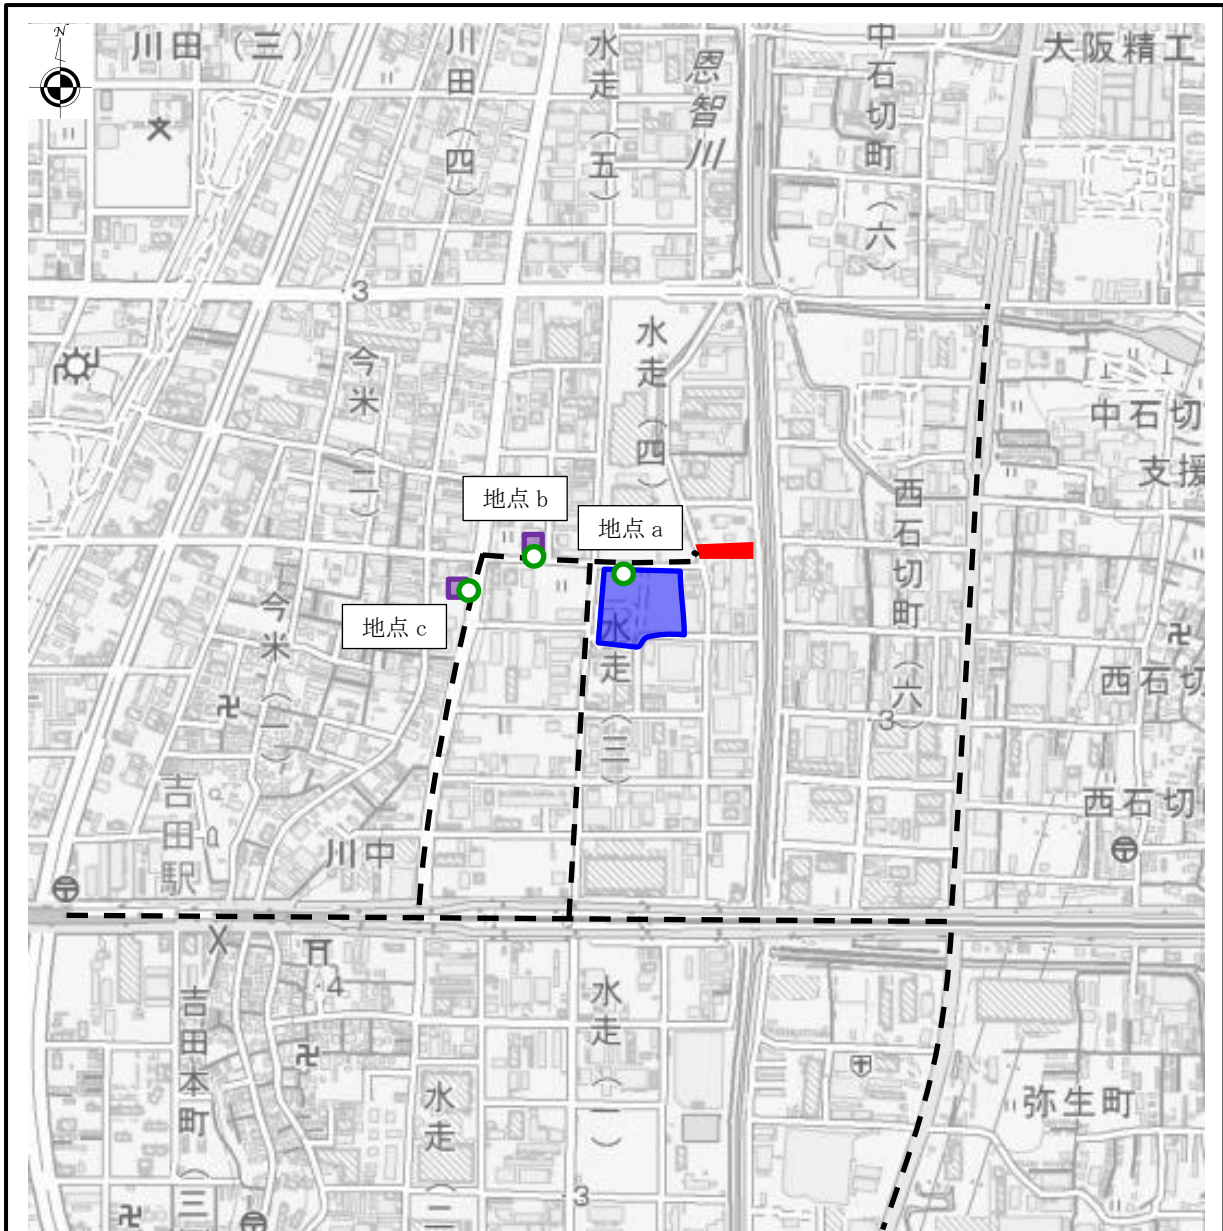 N
川田（三）
川田（四）
水走（五）
恩智川
中石切町（六）
大阪精工
3
今米（二）
水走（四）
中石切
支援
西石切町（六）
地点 b
地点 a
地点 c
今米（一）
水走（三）
3
西石切
西石切
吉田駅
川中
4
吉田本町（三
水走（一）
水走（二
弥生町
3